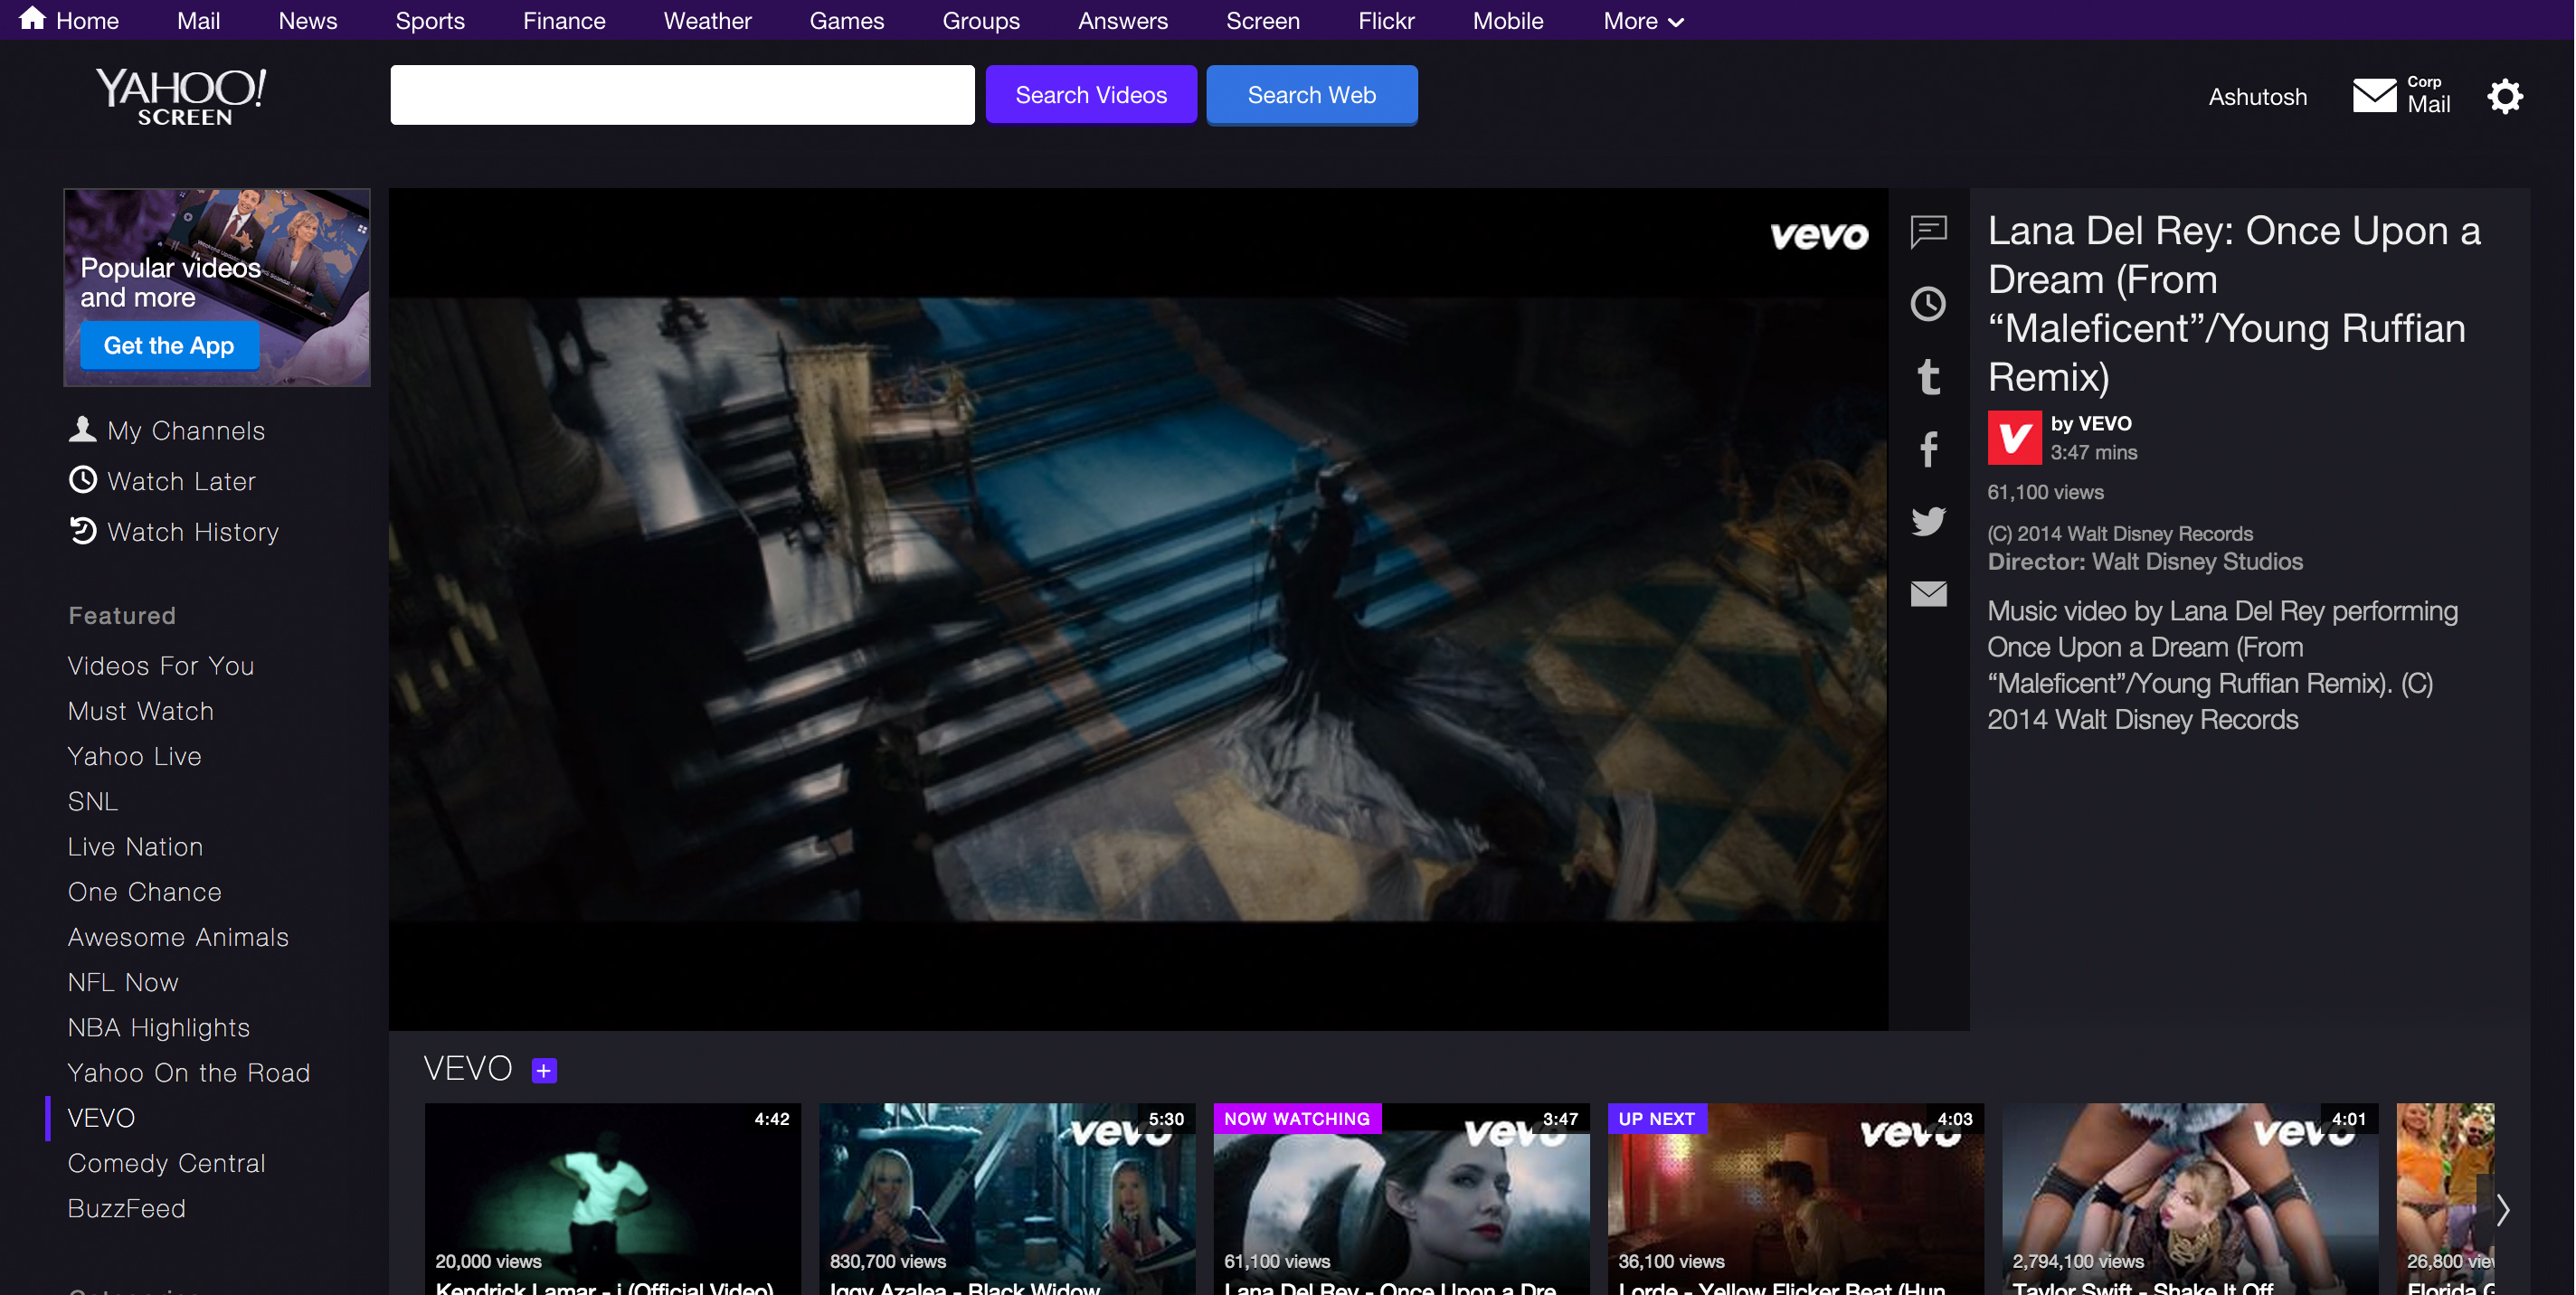 Home Mail News Sports Finance Weather Games Groups Answers Screen Flickr Mobile More
YAHOO!
SCREEN
Search Videos
Search Web
Ashutosh
Corp
Mail
Popular videos
and more
Get the App
My Channels
Watch Later
Watch History
Featured
Videos For You
Must Watch
Yahoo Live
SNL
Live Nation
One Chance
Awesome Animals
NFL Now
NBA Highlights
Yahoo On the Road
VEVO
Comedy Central
BuzzFeed
vevo
Lana Del Rey: Once Upon a
Dream (From
“Maleficent”/Young Ruffian
Remix)
by VEVO
3:47 mins
61,100 views
(C) 2014 Walt Disney Records
Director: Walt Disney Studios
Music video by Lana Del Rey performing
Once Upon a Dream (From
“Maleficent”/Young Ruffian Remix). (C)
2014 Walt Disney Records
VEVO +
4:42
20,000 views
Kendrick Lamar - i (Official Video)
5:30
vevo
830,700 views
Iggy Azalea - Black Widow
NOW WATCHING
3:47
vevo
61,100 views
Lana Del Rey - Once Upon a Dre
UP NEXT
4:03
vevo
36,100 views
Lorde - Yellow Flicker Beat (Hun
4:01
vevo
2,794,100 views
Taylor Swift - Shake It Off
26,800 view
Florida G